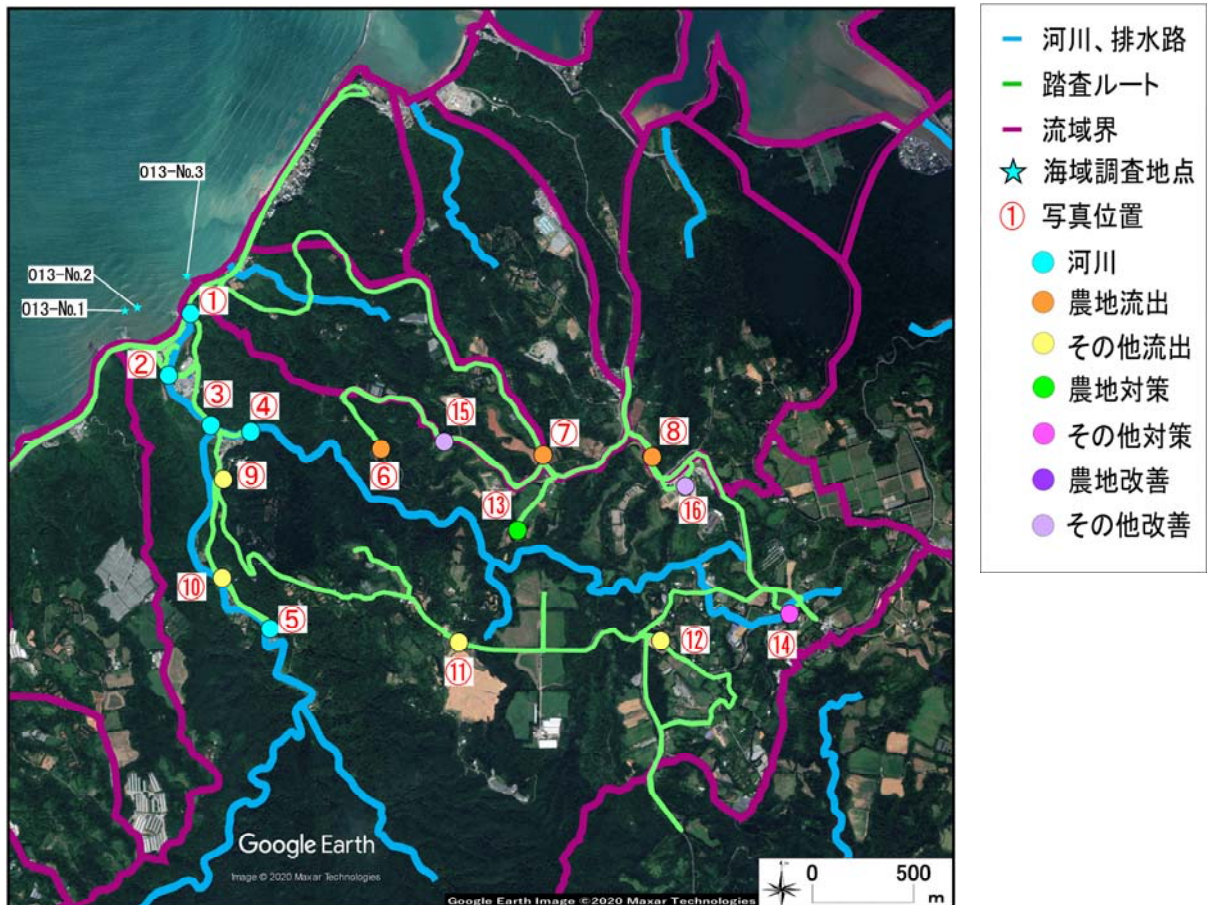 013-No.3
013-No.2
013-No.1
①
②
③
④
⑮
⑦
⑧
⑥
⑨
⑬
⑯
⑩
⑤
⑪
⑫
⑭
Google Earth
Image © 2020 Maxar Technologies
Google Earth Image ©2020 Maxar Technologies
0 500
m
河川、排水路
踏査ルート
流域界
海域調査地点
① 写真位置
河川
農地流出
その他流出
農地対策
その他対策
農地改善
その他改善